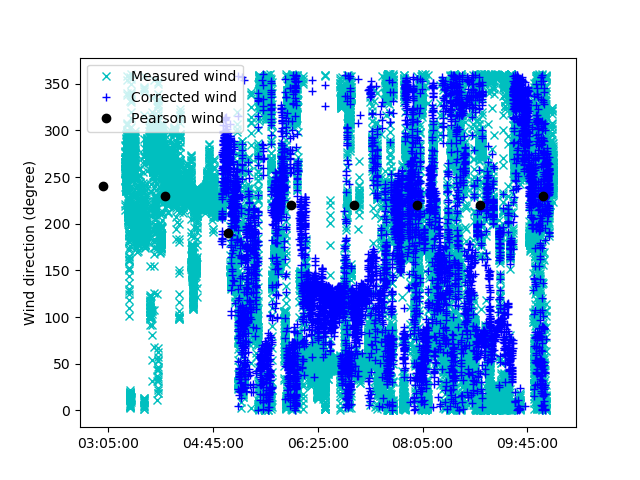 Measured wind
Corrected wind
Pearson wind
Wind direction (degree)
350
300
250
200
150
100
50
0
03:05:00 04:45:00 06:25:00 08:05:00 09:45:00